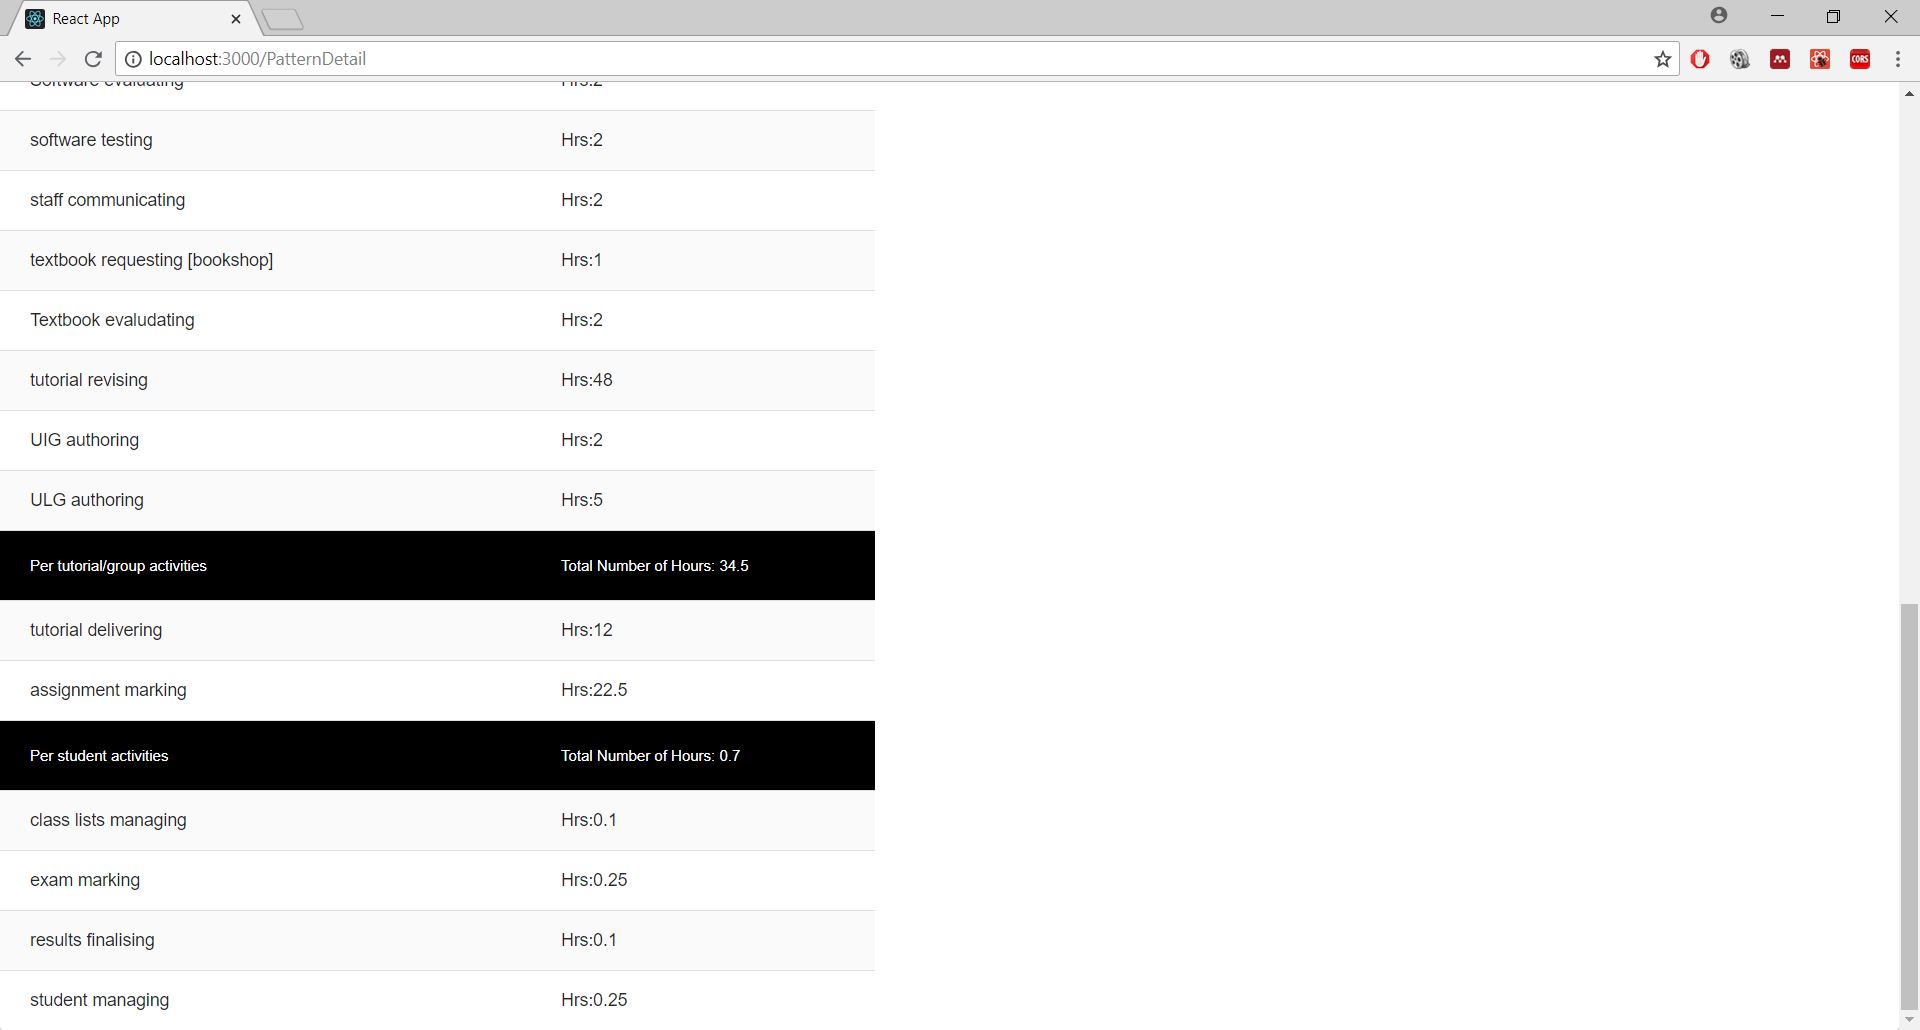 React App
localhost:3000/PatternDetail
CORS
Software evaluating Hrs:2
software testing Hrs:2
staff communicating Hrs:2
textbook requesting [bookshop] Hrs:1
Textbook evaludating Hrs:2
tutorial revising Hrs:48
UIG authoring Hrs:2
ULG authoring Hrs:5
Per tutorial/group activities Total Number of Hours: 34.5
tutorial delivering Hrs:12
assignment marking Hrs:22.5
Per student activities Total Number of Hours: 0.7
class lists managing Hrs:0.1
exam marking Hrs:0.25
results finalising Hrs:0.1
student managing Hrs:0.25